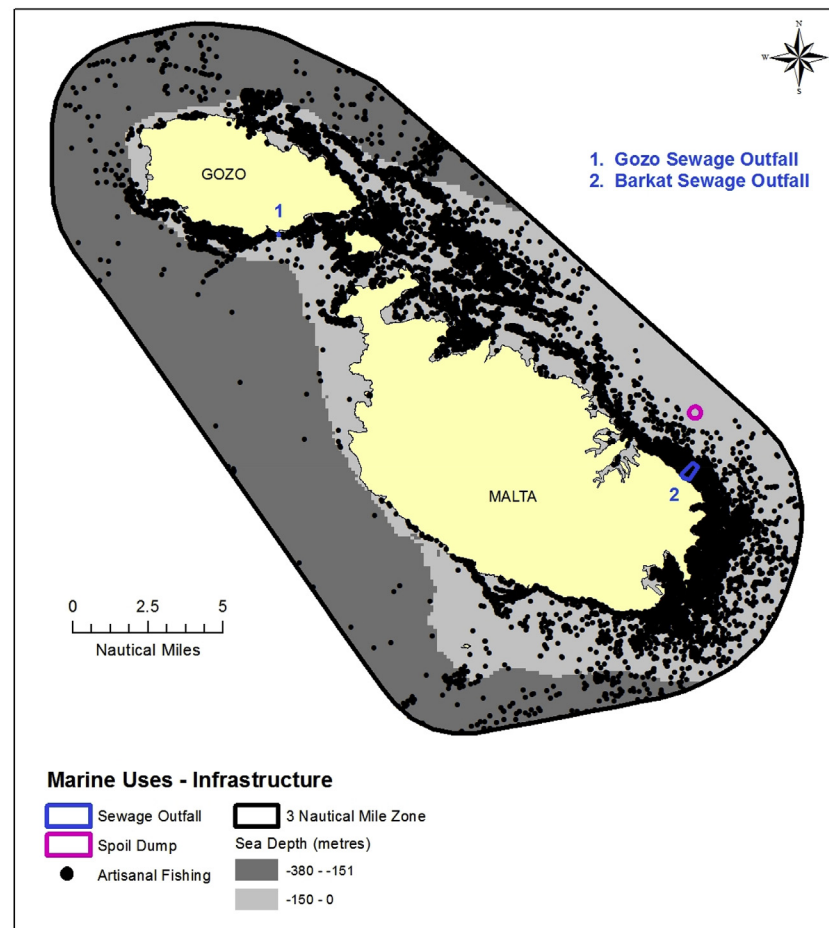 N
W
E
S
1. Gozo Sewage Outfall
2. Barkat Sewage Outfall
GOZO
1
MALTA
2
0 2.5 5
Nautical Miles
Marine Uses - Infrastructure
Sewage Outfall
3 Nautical Mile Zone
Spoil Dump
Sea Depth (metres)
Artisanal Fishing
-380 - -151
-150 - 0